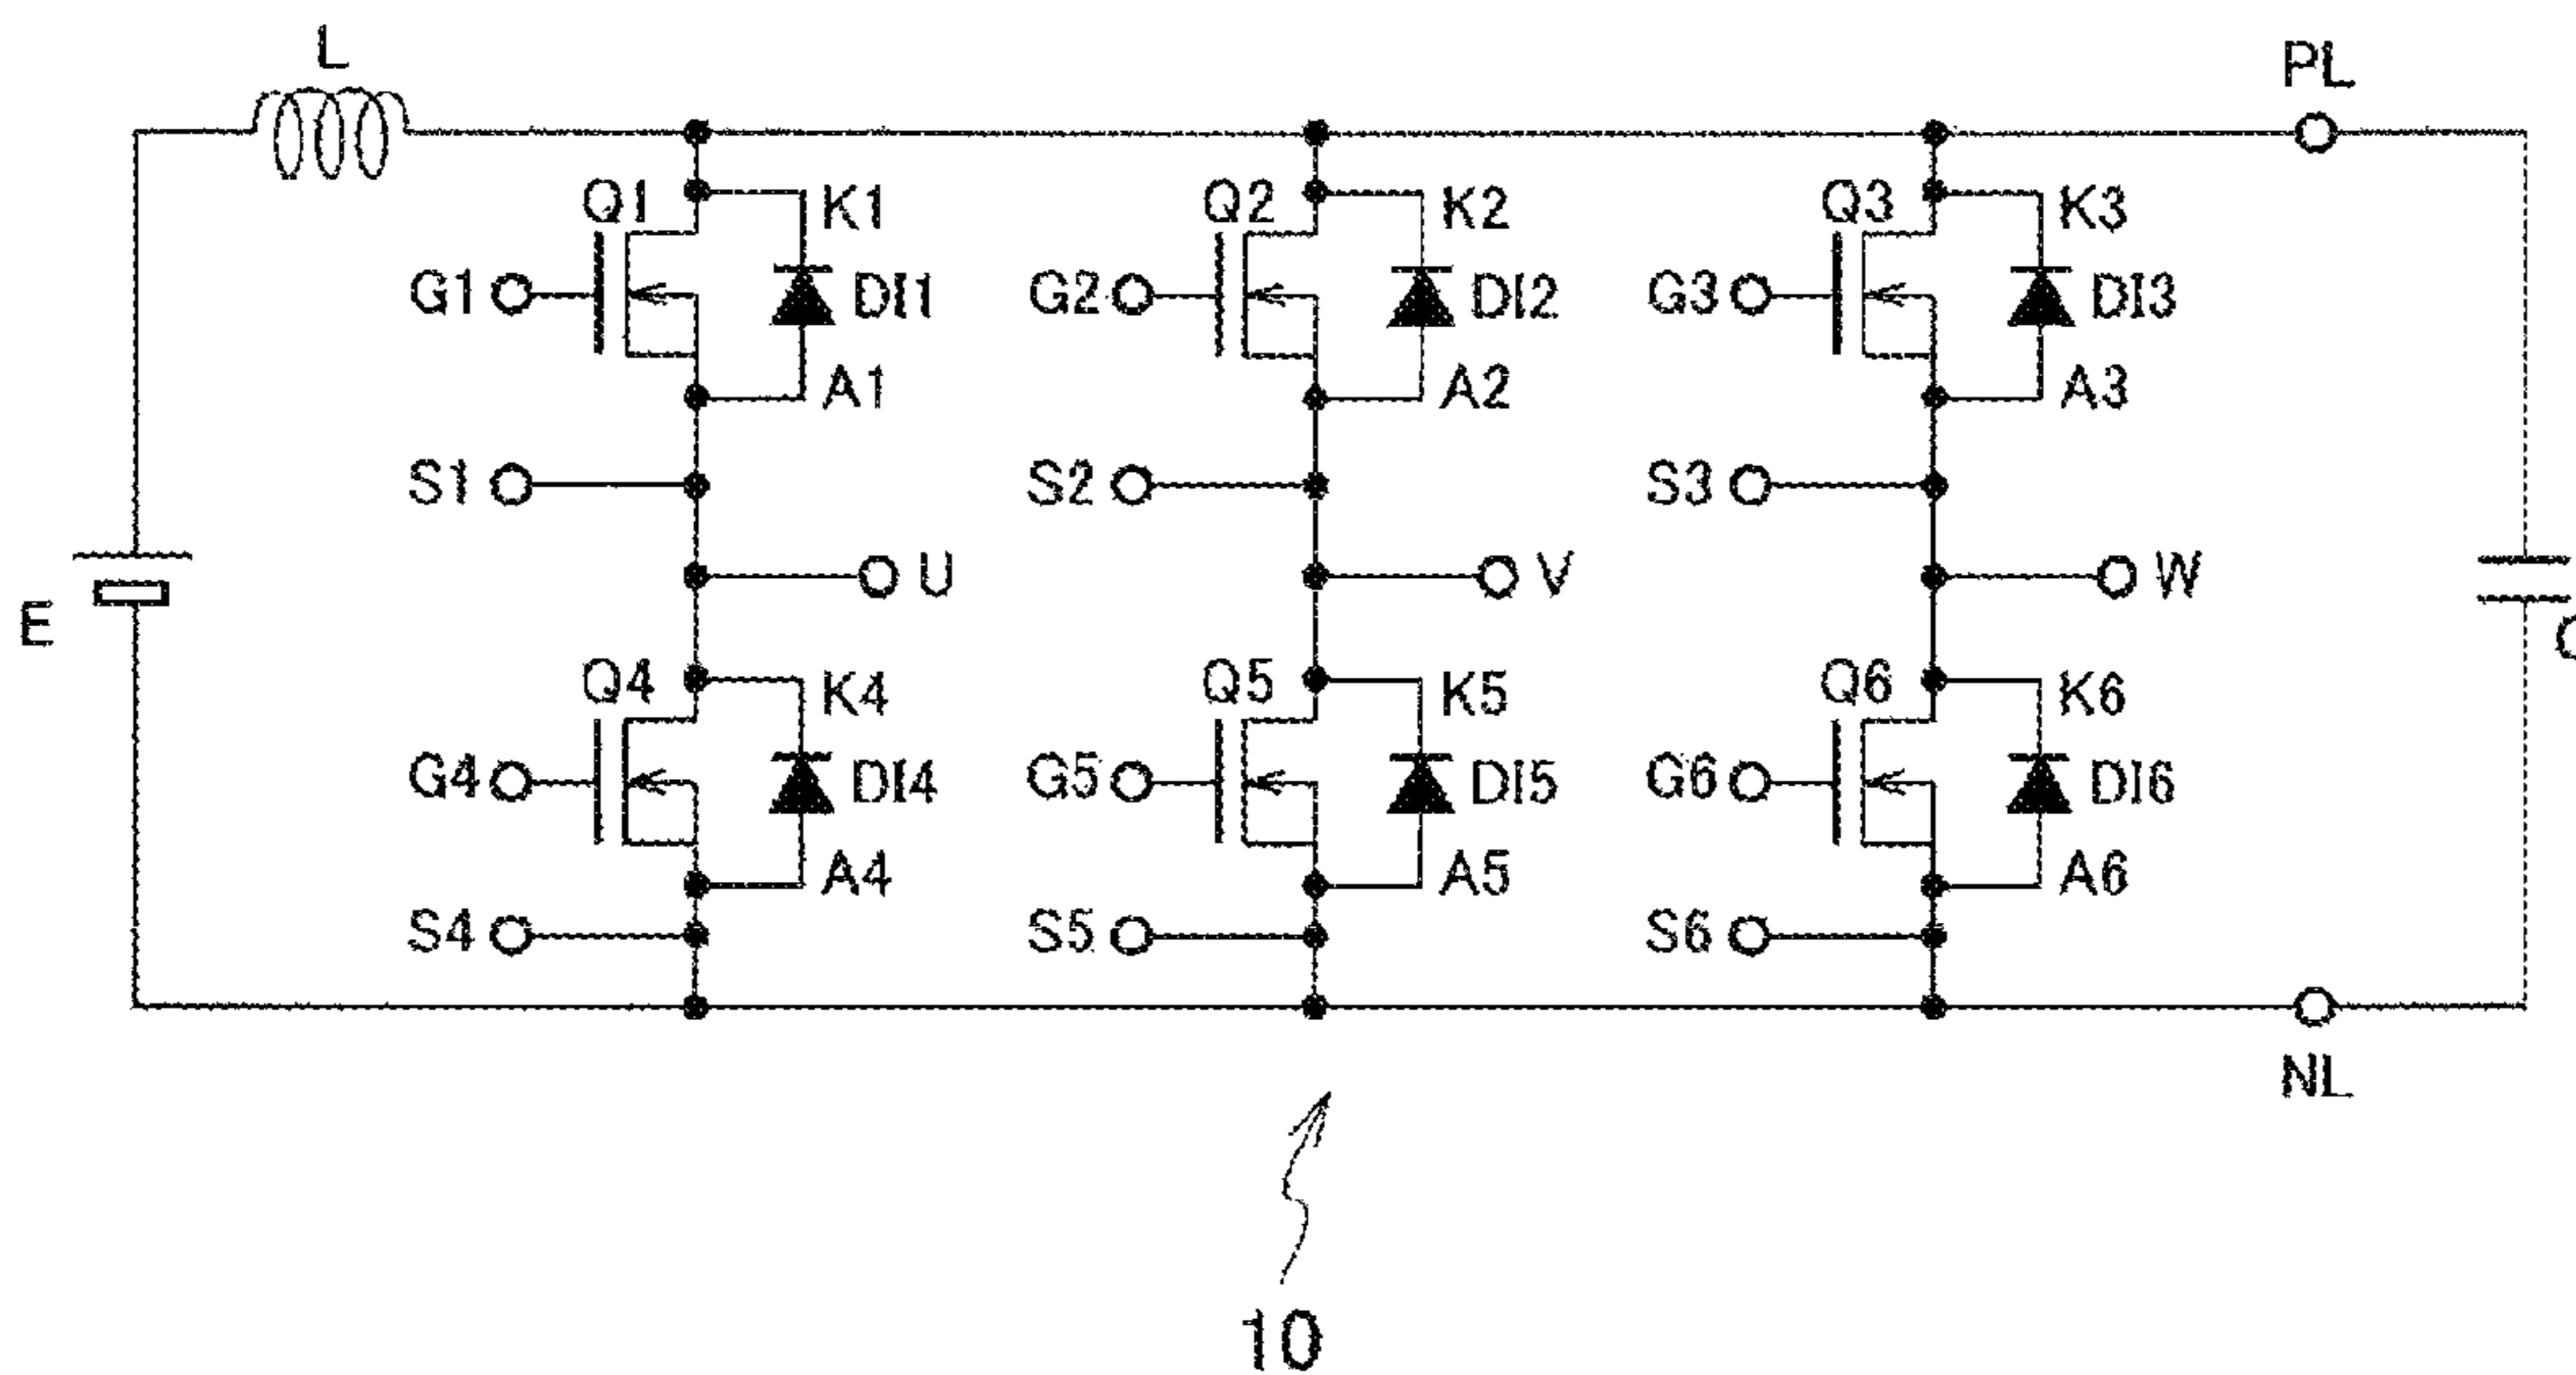 L
PL
Q1 K1 Q2 K2 Q3 K3
G1 DI1 G2 DI2 G3 DI3
A1 A2 A3
S1 S2 S3
U V W
E
Q4 K4 Q5 K5 Q6 K6
G4 DI4 G5 DI5 G6 DI6
A4 A5 A6
S4 S5 S6
NL
10